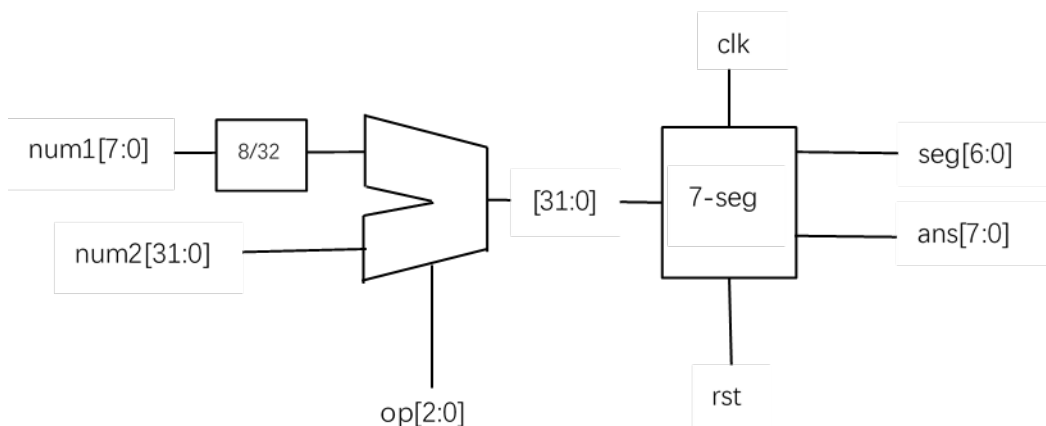 clk
num1[7:0]
8/32
seg[6:0]
[31:0]
7-seg
num2[31:0]
ans[7:0]
rst
op[2:0]